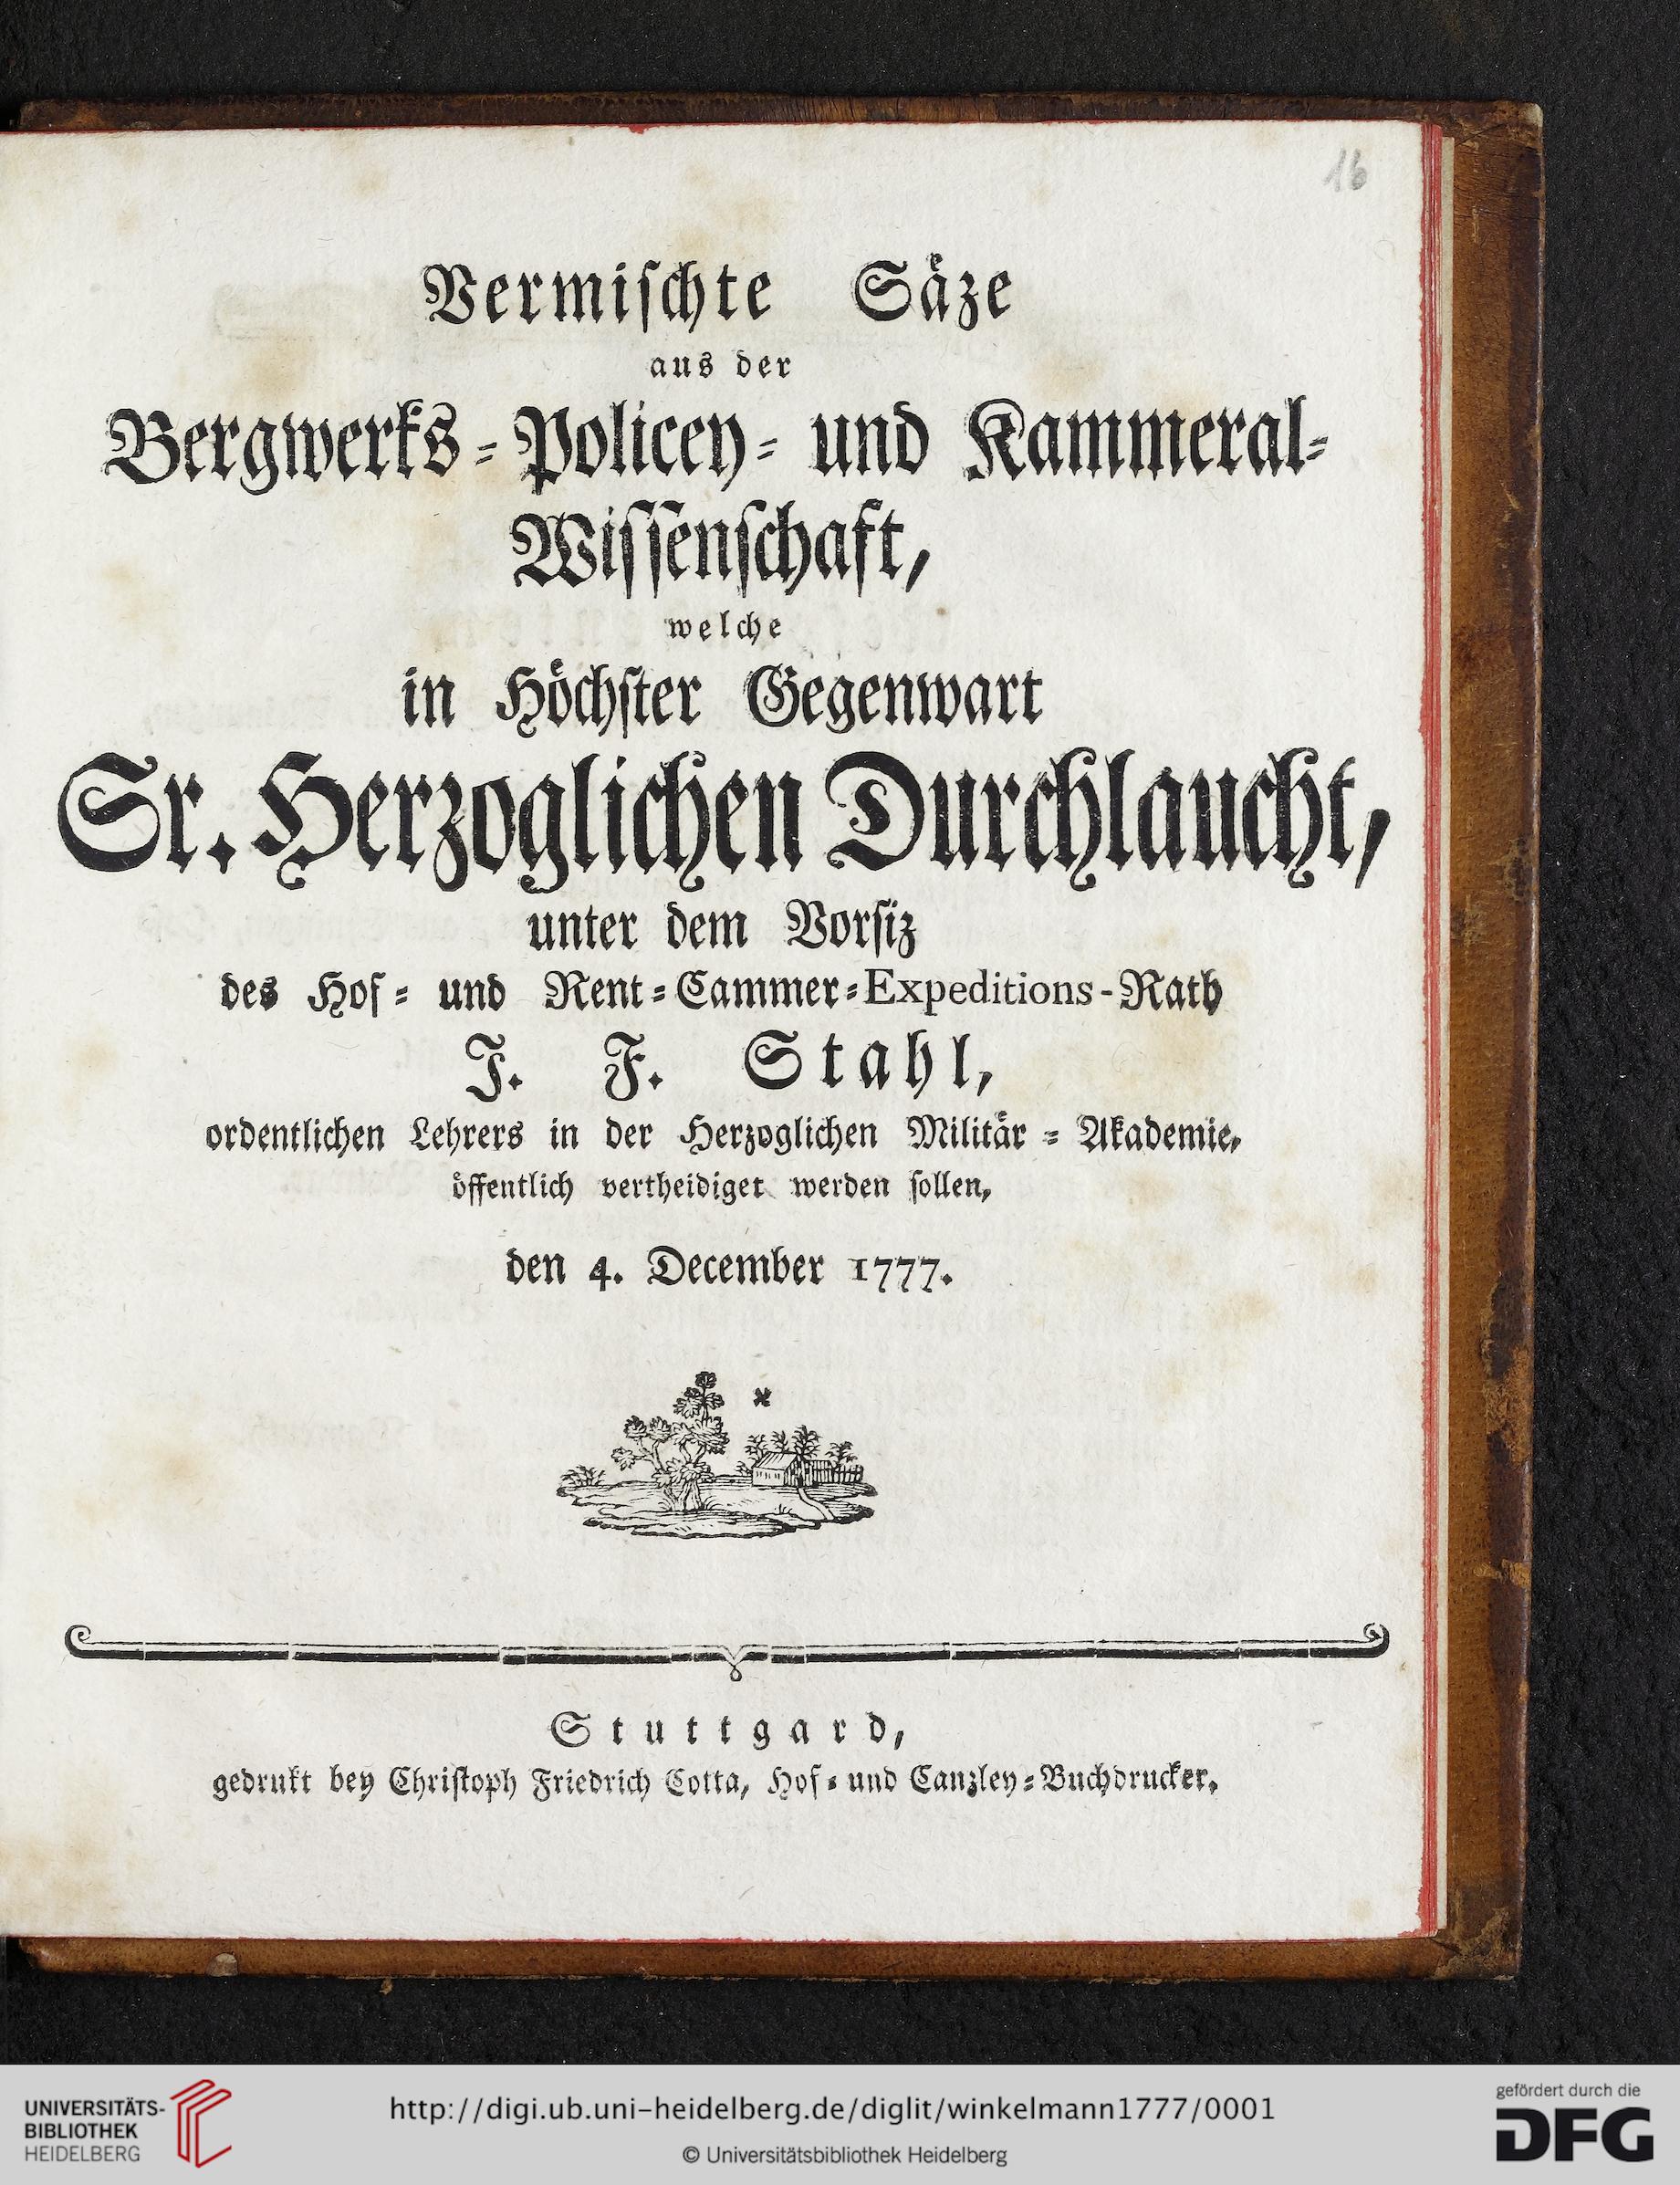 16
Vermischte Säze
aus der
Bergwerks-Policey- und Kammeral-
Wissenschaft,
welche
in Höchster Gegenwart
Sr. Herzoglichen Durchlaucht,
unter dem Vorsiz
des Hof- und Rent-Cammer-Expeditions-Rath
J. F. Stahl,
ordentlichen Lehrers in der Herzoglichen Militär-Akademie,
öffentlich vertheidiget werden sollen,
den 4. December 1777.
Stuttgard,
gedrukt bey Christoph Friedrich Cotta, Hof- und Canzley-Buchdrucker.
UNIVERSITÄTS-
BIBLIOTHEK
HEIDELBERG
http://digi.ub.uni-heidelberg.de/diglit/winkelmann1777/0001
© Universitätsbibliothek Heidelberg
gefördert durch die
DFG